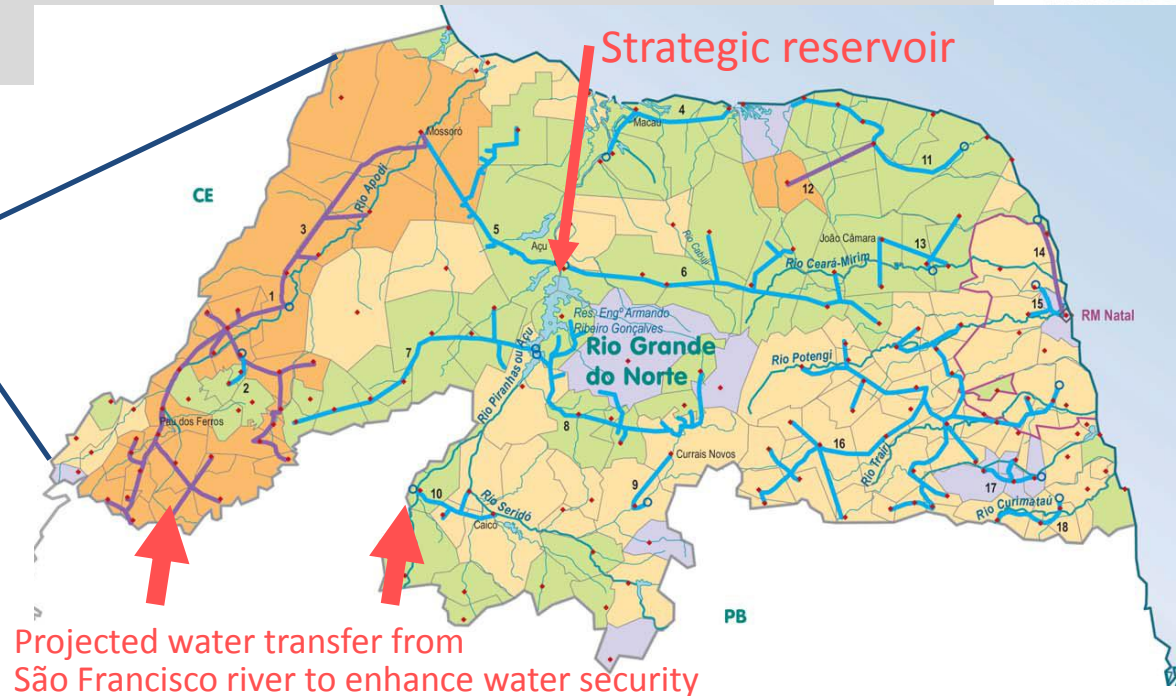 Strategic reservoir
4
Macau
Mossoró
11
12
CE
Rio Apodi
3
5
Açu
6
Rio Cabuji
João Câmara
13
Rio Ceará-Mirim
14
1
15
RM Natal
Res. Engº Armando
Ribeiro Gonçalves
Rio Grande
do Norte
7
Rio Piranhas ou Açu
Rio Potengi
2
Pau dos Ferros
8
16
Currais Novos
Rio Trairi
9
17
10
Rio Seridó
Caicó
Rio Curimataú
18
PB
Projected water transfer from
São Francisco river to enhance water security